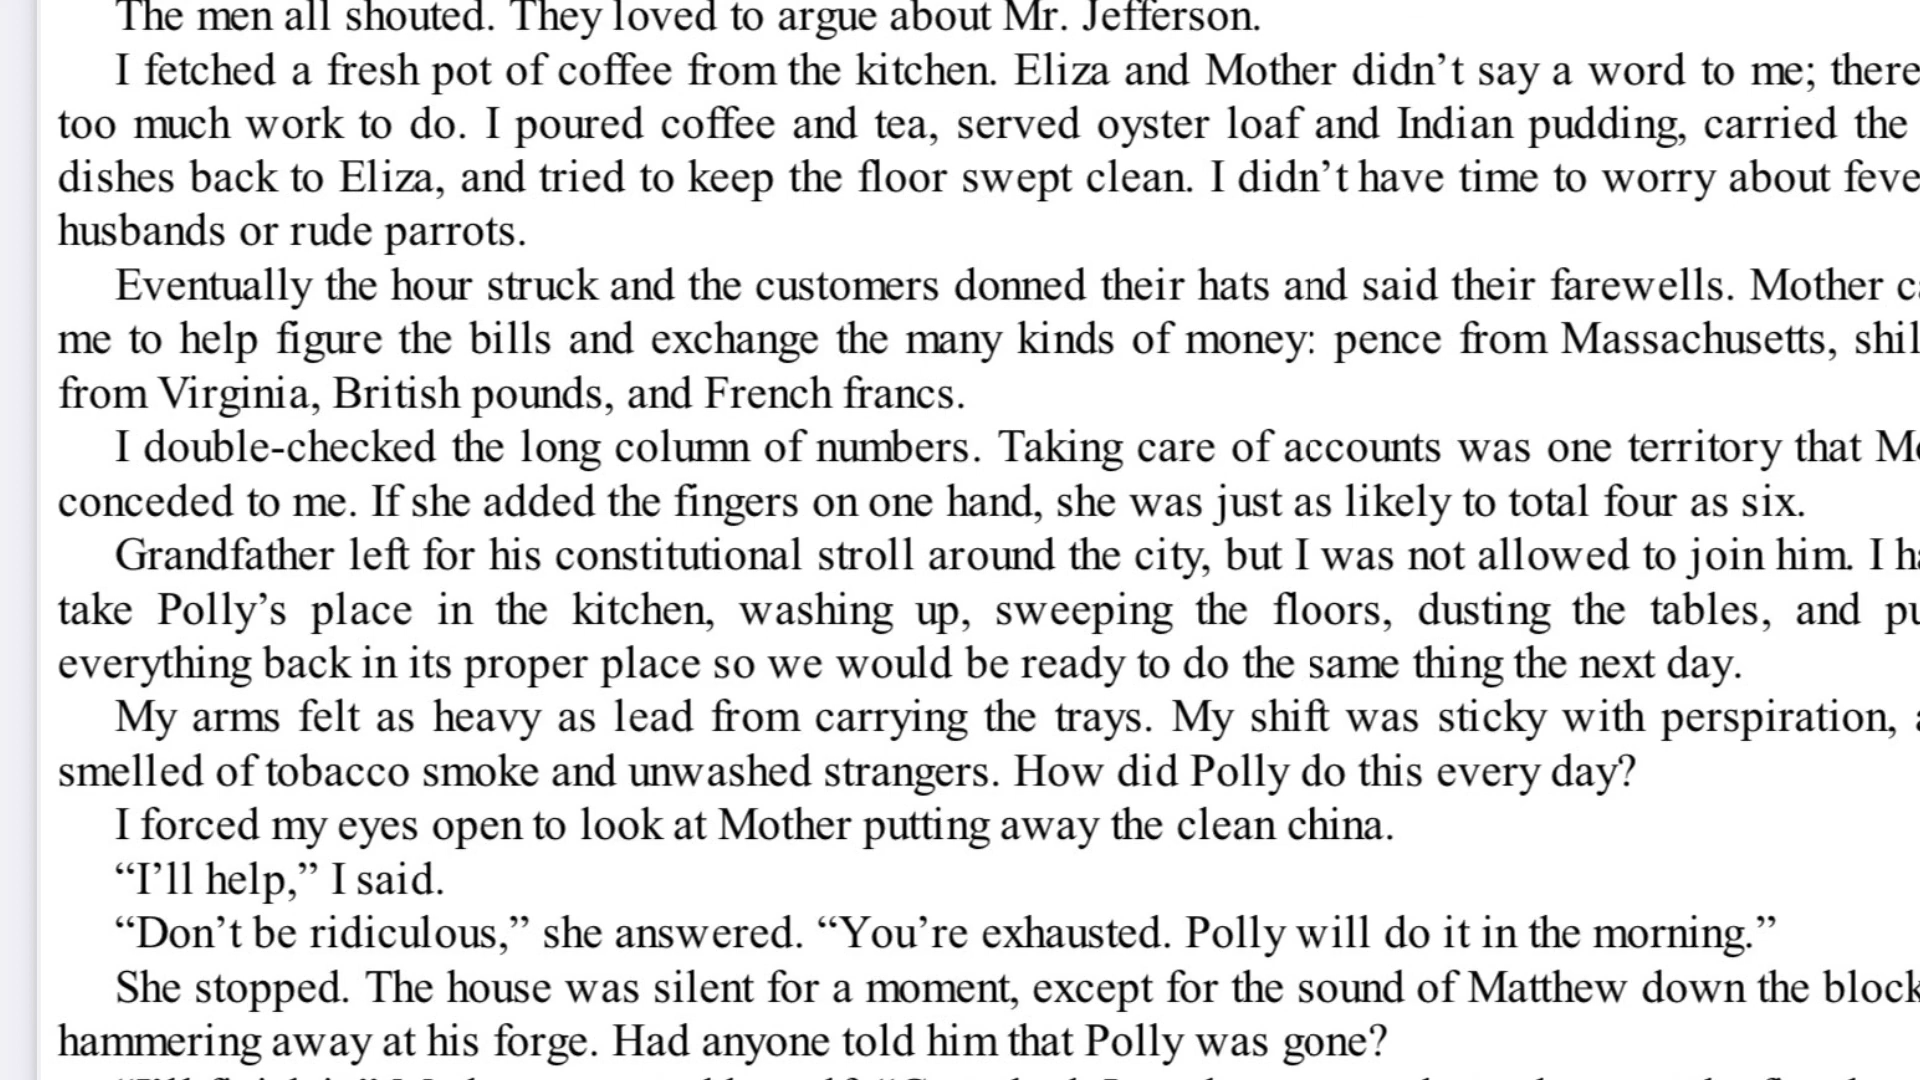 The men all shouted. They loved to argue about Mr. Jefferson.
I fetched a fresh pot of coffee from the kitchen. Eliza and Mother didn’t say a word to me; there
too much work to do. I poured coffee and tea, served oyster loaf and Indian pudding, carried the
dishes back to Eliza, and tried to keep the floor swept clean. I didn’t have time to worry about
husbands or rude parrots.
Eventually the hour struck and the customers donned their hats and said their farewells. Mother
me to help figure the bills and exchange the many kinds of money: pence from Massachusetts,
from Virginia, British pounds, and French francs.
I double-checked the long column of numbers. Taking care of accounts was one territory that
conceded to me. If she added the fingers on one hand, she was just as likely to total four as six.
Grandfather left for his constitutional stroll around the city, but I was not allowed to join him. I
take Polly’s place in the kitchen, washing up, sweeping the floors, dusting the tables, and
everything back in its proper place so we would be ready to do the same thing the next day.
My arms felt as heavy as lead from carrying the trays. My shift was sticky with perspiration,
smelled of tobacco smoke and unwashed strangers. How did Polly do this every day?
I forced my eyes open to look at Mother putting away the clean china.
“I’ll help,” I said.
“Don’t be ridiculous,” she answered. “You’re exhausted. Polly will do it in the morning.”
She stopped. The house was silent for a moment, except for the sound of Matthew down the block
hammering away at his forge. Had anyone told him that Polly was gone?